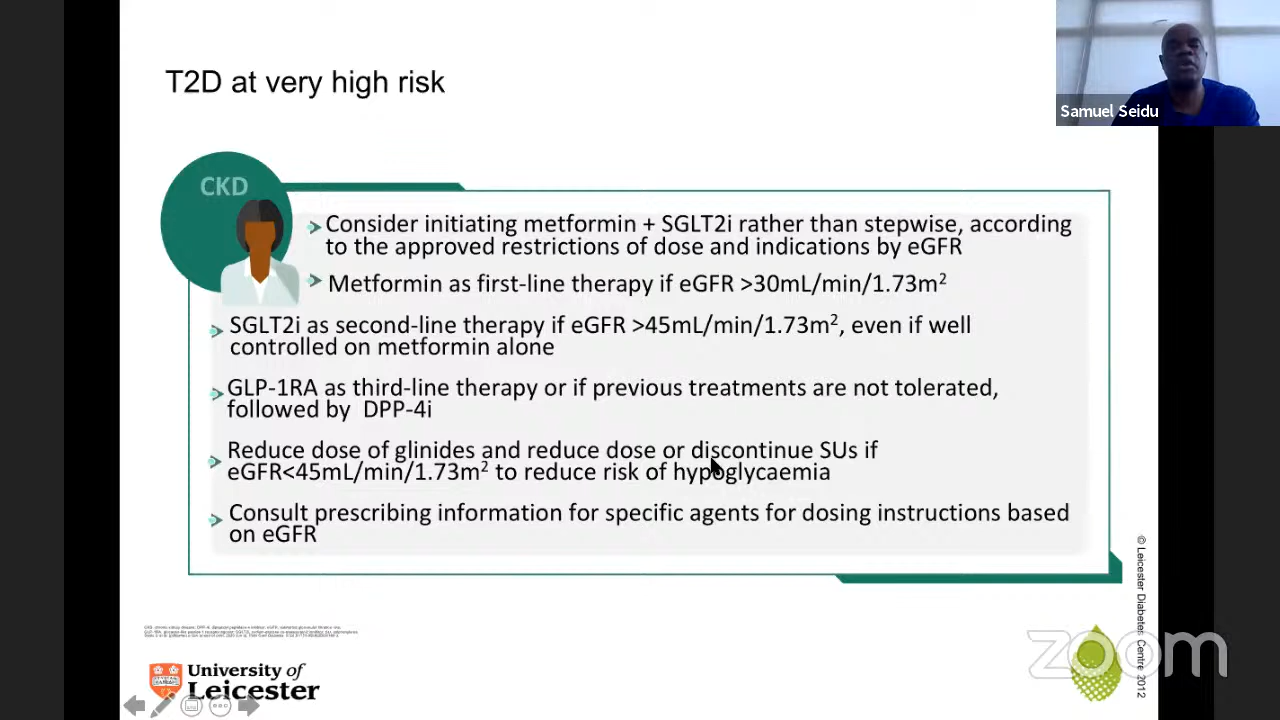 T2D at very high risk
Samuel Seidu
CKD
Consider initiating metformin + SGLT2i rather than stepwise, according
to the approved restrictions of dose and indications by eGFR
Metformin as first-line therapy if eGFR >30mL/min/1.73m²
SGLT2i as second-line therapy if eGFR >45mL/min/1.73m², even if well
controlled on metformin alone
GLP-1RA as third-line therapy or if previous treatments are not tolerated,
followed by DPP-4i
Reduce dose of glinides and reduce dose or discontinue SUs if
eGFR<45mL/min/1.73m² to reduce risk of hypoglycaemia
Consult prescribing information for specific agents for dosing instructions based
on eGFR
© Leicester Diabetes Centre 2012
University of
Leicester
zoom